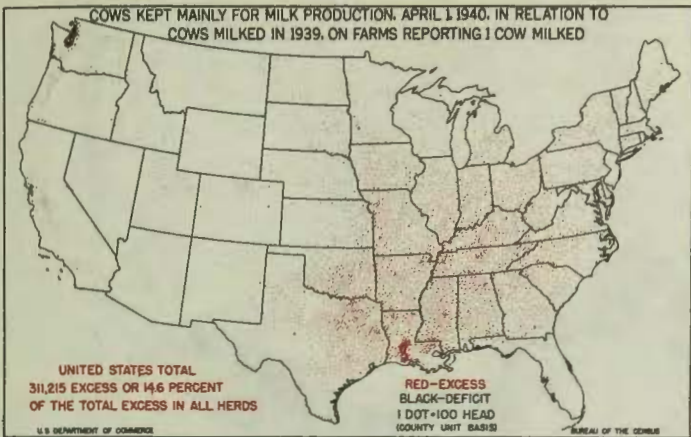 COWS KEPT MAINLY FOR MILK PRODUCTION, APRIL 1, 1940, IN RELATION TO
COWS MILKED IN 1939, ON FARMS REPORTING 1 COW MILKED
UNITED STATES TOTAL
311,215 EXCESS OR 14.6 PERCENT
OF THE TOTAL EXCESS IN ALL HERDS
RED-EXCESS
BLACK-DEFICIT
1 DOT=100 HEAD
(COUNTY UNIT BASIS)
U.S DEPARTMENT OF COMMERCE
BUREAU OF THE CENSUS